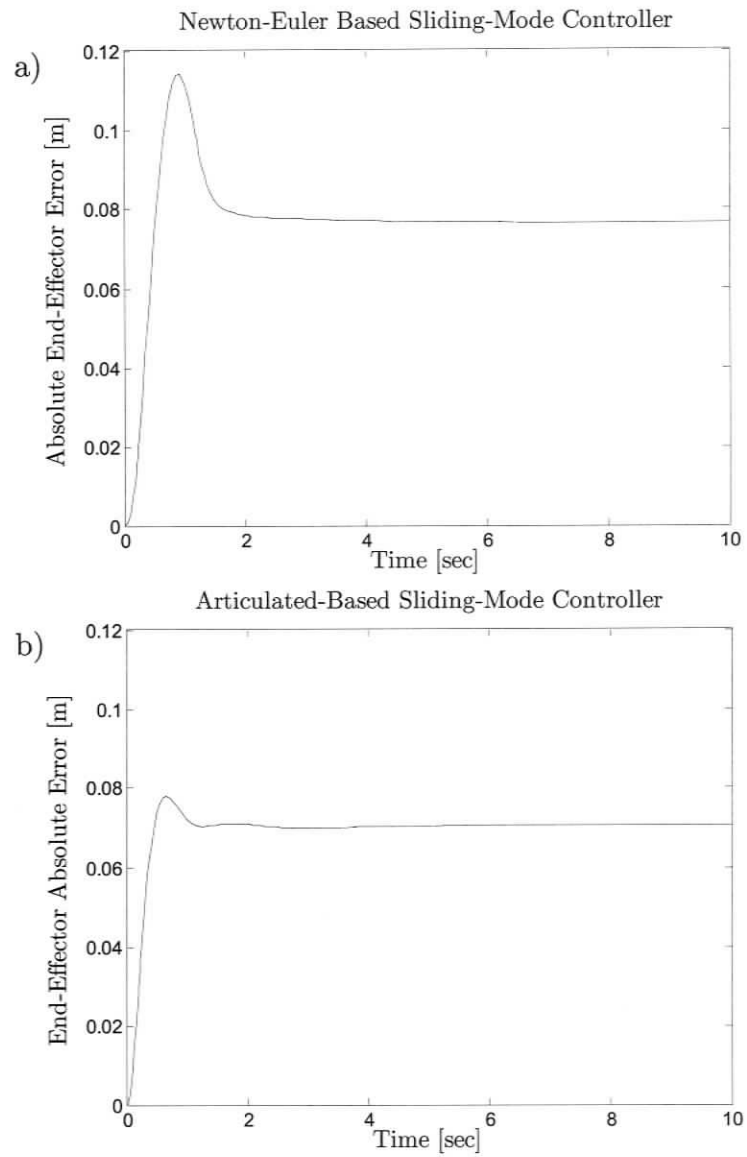 Newton-Euler Based Sliding-Mode Controller
a)
Absolute End-Effector Error [m]
0.12
0.1
0.08
0.06
0.04
0.02
0
0 2 4 6 8 10
Time [sec]
Articulated-Based Sliding-Mode Controller
b)
End-Effector Absolute Error [m]
0.12
0.1
0.08
0.06
0.04
0.02
0
0 2 4 6 8 10
Time [sec]